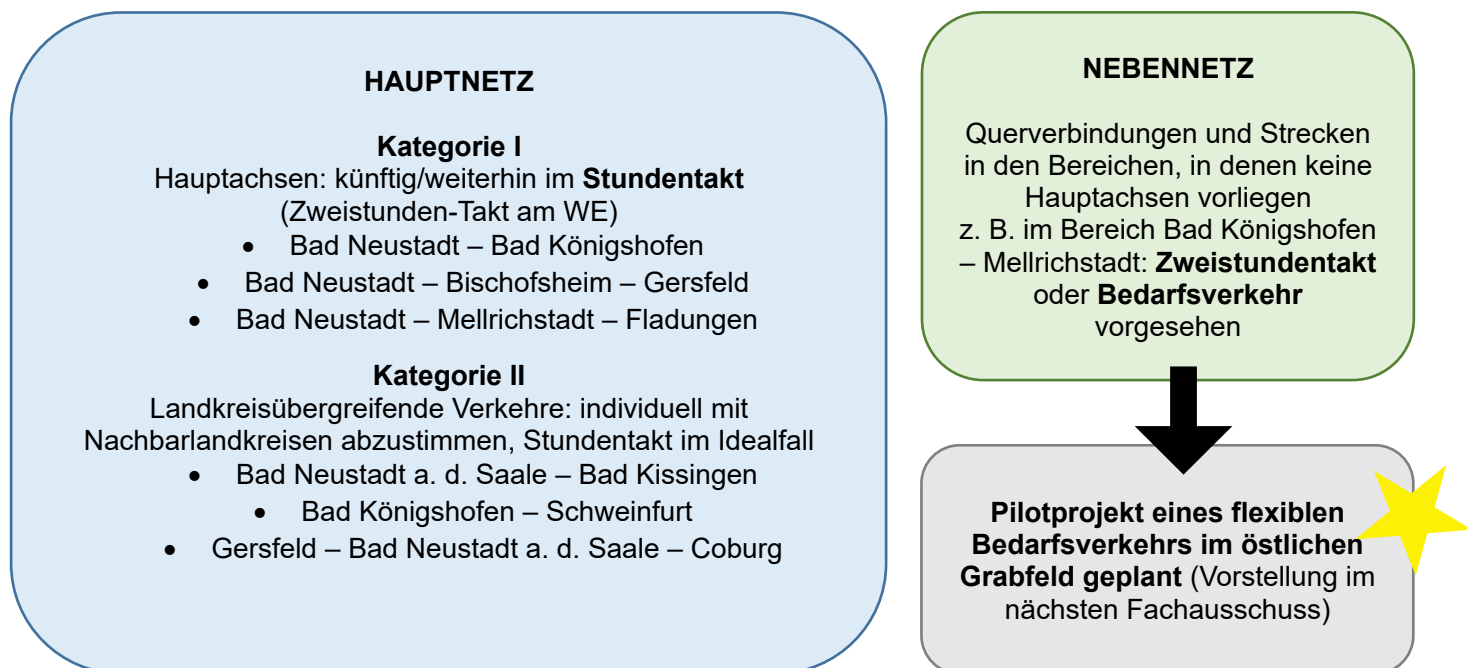 HAUPTNETZ
Kategorie I
Hauptachsen: künftig/weiterhin im Stundentakt
(Zweistunden-Takt am WE)
• Bad Neustadt – Bad Königshofen
• Bad Neustadt – Bischofsheim – Gersfeld
• Bad Neustadt – Mellrichstadt – Fladungen
Kategorie II
Landkreisübergreifende Verkehre: individuell mit
Nachbarlandkreisen abzustimmen, Stundentakt im Idealfall
• Bad Neustadt a. d. Saale – Bad Kissingen
• Bad Königshofen – Schweinfurt
• Gersfeld – Bad Neustadt a. d. Saale – Coburg
NEBENNETZ
Querverbindungen und Strecken
in den Bereichen, in denen keine
Hauptachsen vorliegen
z. B. im Bereich Bad Königshofen
– Mellrichstadt: Zweistundentakt
oder Bedarfsverkehr
vorgesehen
Pilotprojekt eines flexiblen
Bedarfsverkehrs im östlichen
Grabfeld geplant (Vorstellung im
nächsten Fachausschuss)